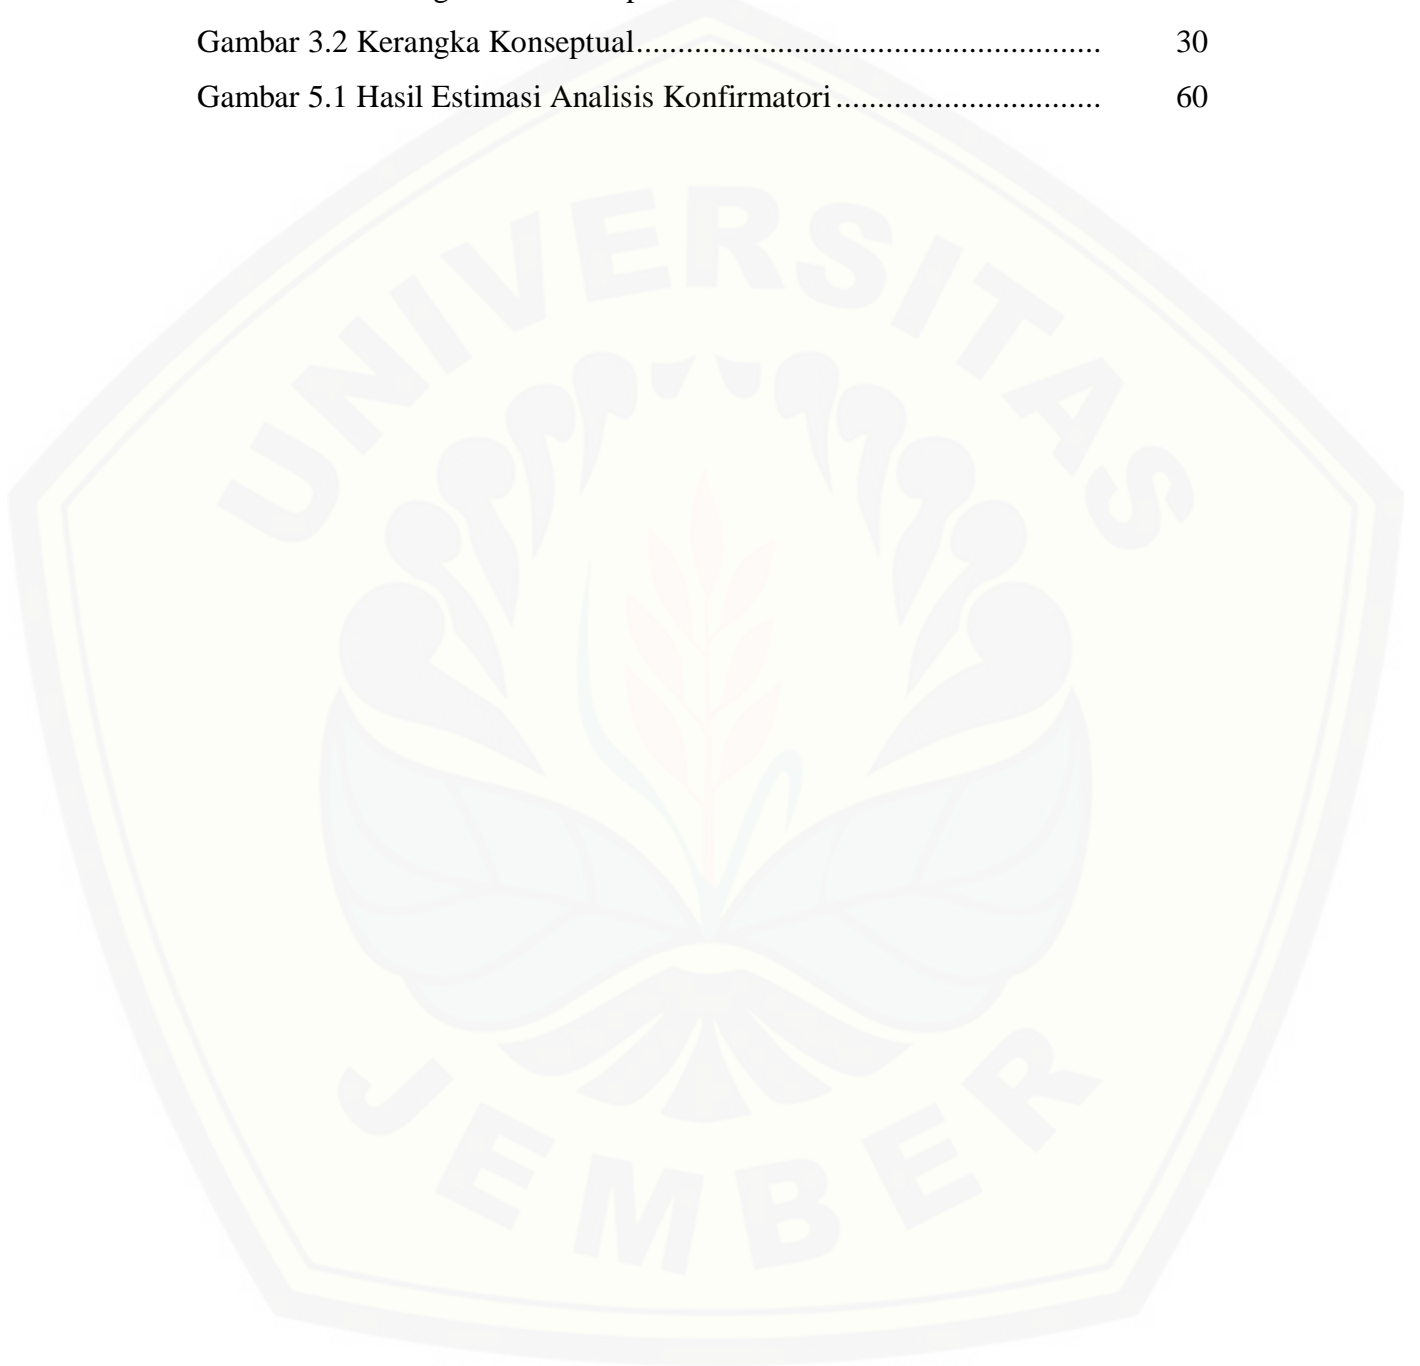 Gambar 3.2 Kerangka Konseptual....................................................... 30
Gambar 5.1 Hasil Estimasi Analisis Konfirmatori ................................ 60
UNIVERSITAS
JEMBER